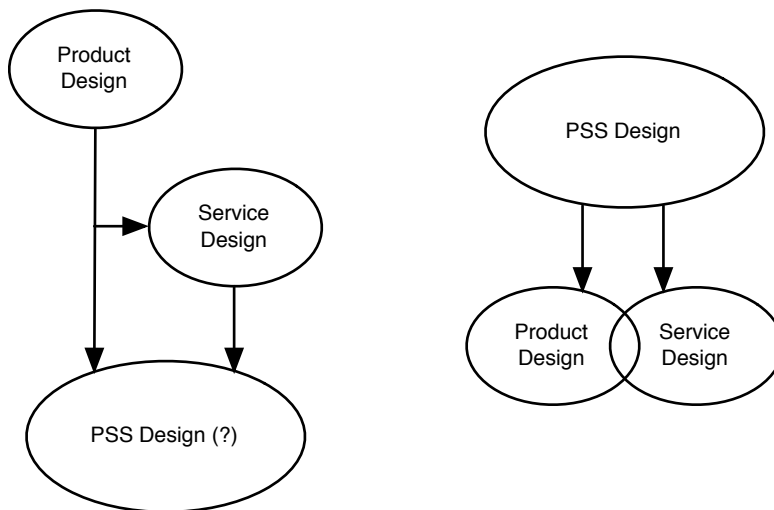 Product
Design
Service
Design
PSS Design (?)
PSS Design
Product
Design
Service
Design